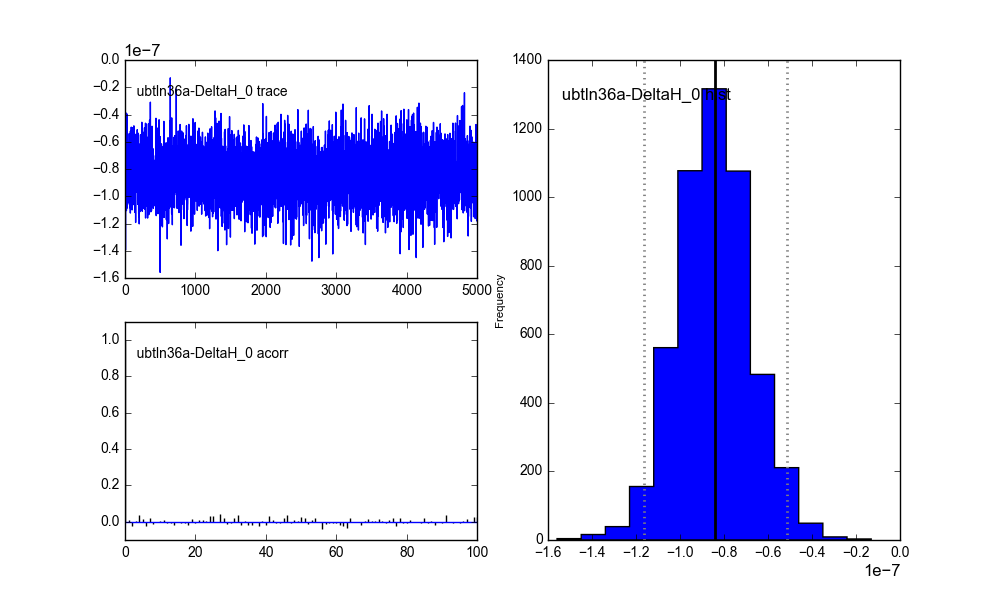 1e−7
0.0
−0.2
−0.4
−0.6
−0.8
−1.0
−1.2
−1.4
−1.6
ubtln36a-DeltaH_0 trace
0 1000 2000 3000 4000 5000
1.0
0.8
0.6
0.4
0.2
0.0
ubtln36a-DeltaH_0 acorr
0 20 40 60 80 100
Frequency
1400
1200
1000
800
600
400
200
0
ubtln36a-DeltaH_0 hist
−1.6 −1.4 −1.2 −1.0 −0.8 −0.6 −0.4 −0.2 0.0
1e−7